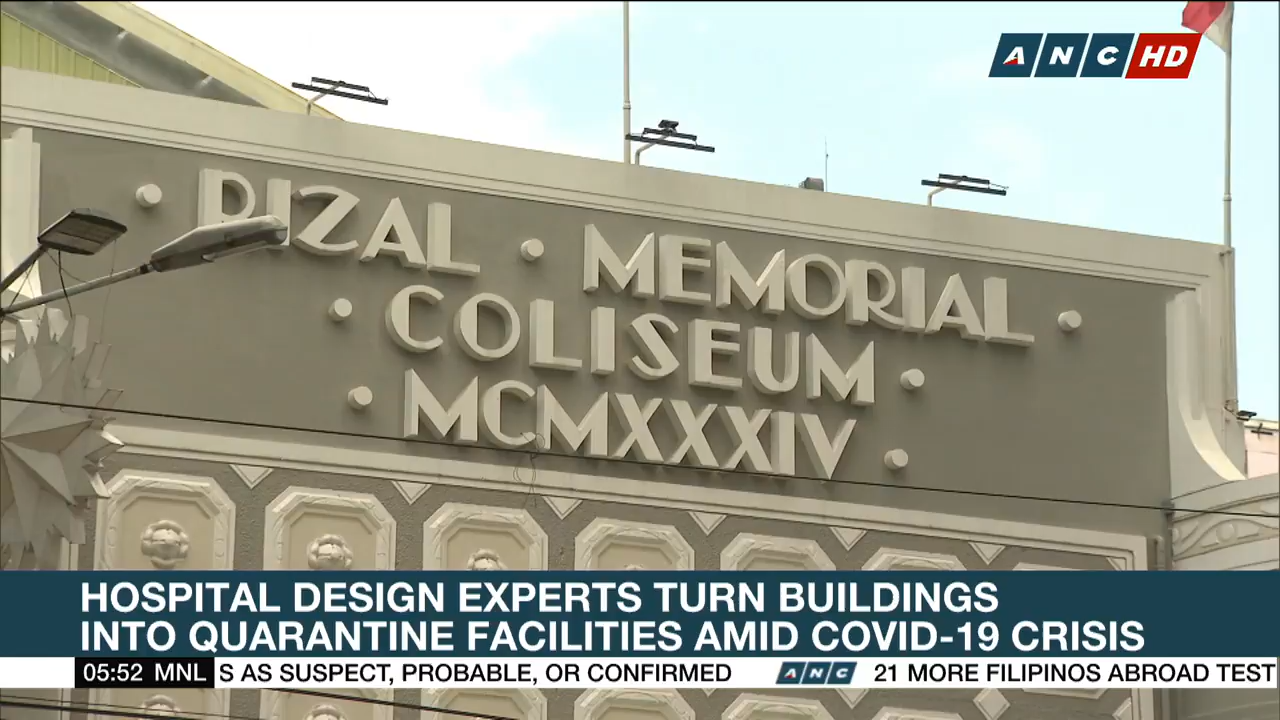 ANC HD
RIZAL • MEMORIAL
COLISEUM
MCMXXXIV
HOSPITAL DESIGN EXPERTS TURN BUILDINGS
INTO QUARANTINE FACILITIES AMID COVID-19 CRISIS
05:52 MNL S AS SUSPECT, PROBABLE, OR CONFIRMED ANC 21 MORE FILIPINOS ABROAD TEST